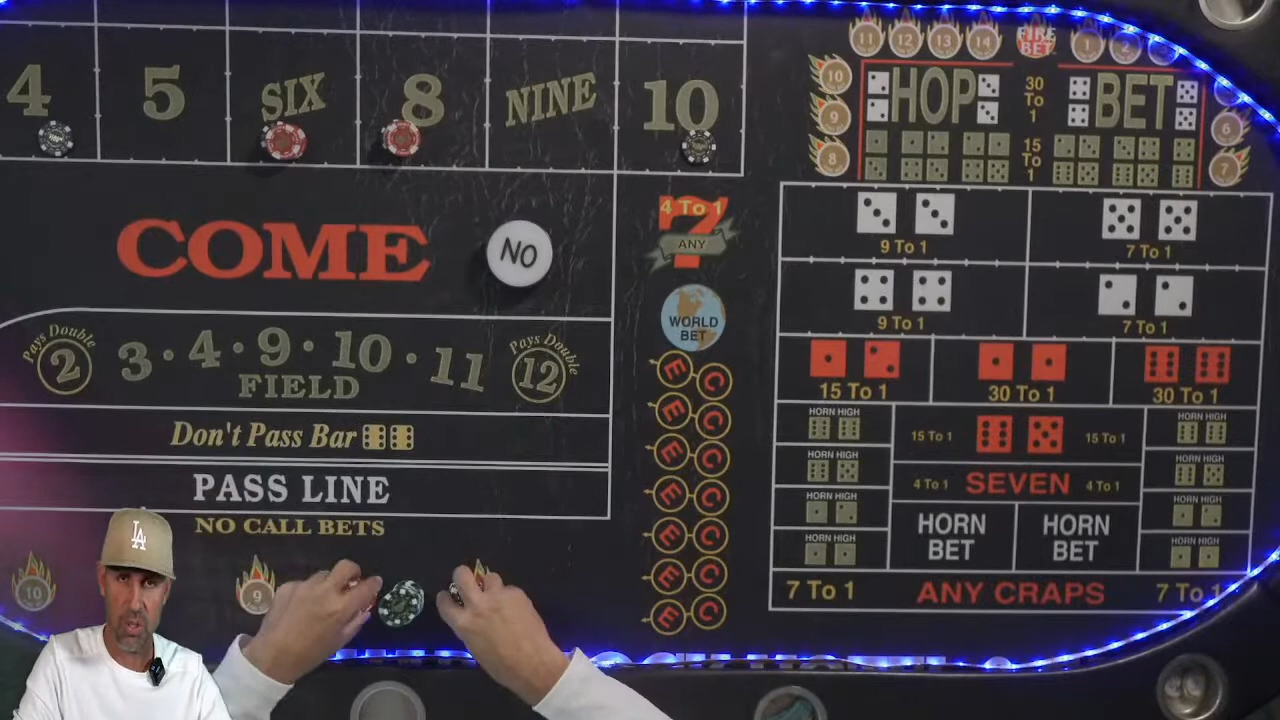 4 5 SIX 8 NINE 10
COME
NO
Pays Double
2
3 · 4 · 9 · 10 · 11
FIELD
Pays Double
12
Don't Pass Bar
PASS LINE
NO CALL BETS
10
9
LA
4 To 1
7
ANY
WORLD
BET
E C
E C
E C
E C
E C
E C
E C
11 12 13 14 FIRE BET 1 2
10
9
8
6
7
HOP
30
To
1
BET
15
To
1
9 To 1
7 To 1
9 To 1
7 To 1
15 To 1
30 To 1
30 To 1
HORN HIGH
HORN HIGH
HORN HIGH
HORN HIGH
15 To 1
15 To 1
4 To 1 SEVEN 4 To 1
HORN
BET
HORN
BET
HORN HIGH
HORN HIGH
HORN HIGH
HORN HIGH
7 To 1 ANY CRAPS 7 To 1